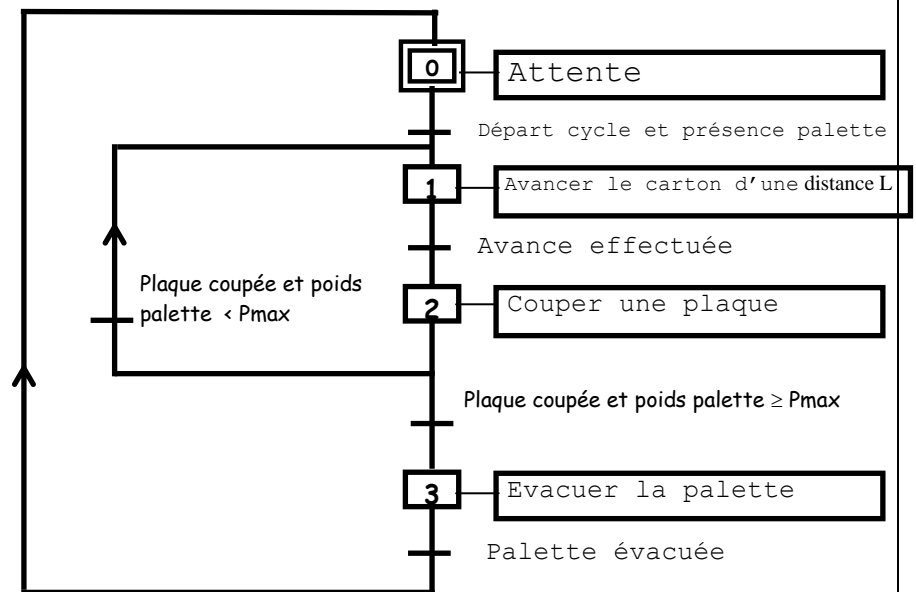 0
Attente
Départ cycle et présence palette
1
Avancer le carton d'une distance L
Avance effectuée
Plaque coupée et poids
palette < Pmax
2
Couper une plaque
Plaque coupée et poids palette ≥ Pmax
3
Evacuer la palette
Palette évacuée